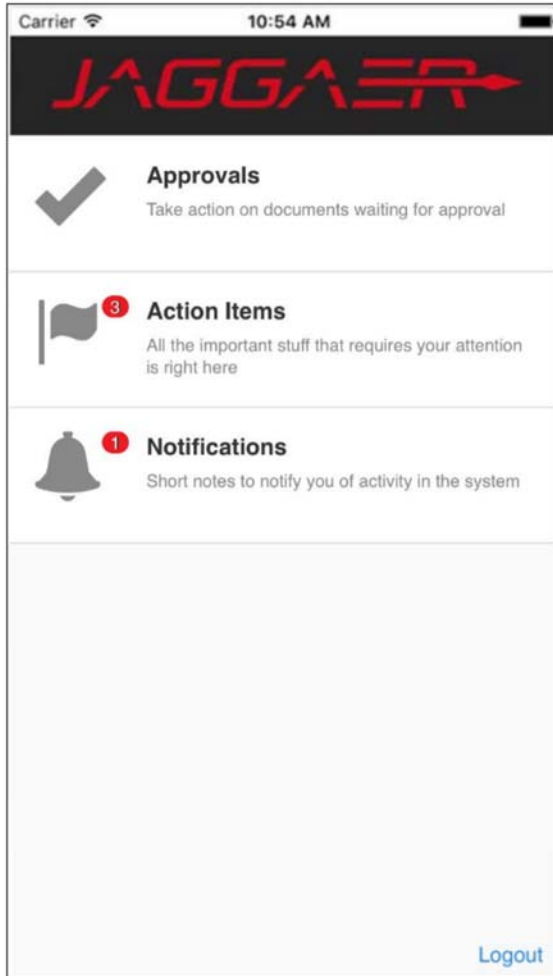 Carrier
10:54 AM
JAGGAER
Approvals
Take action on documents waiting for approval
3
Action Items
All the important stuff that requires your attention
is right here
1
Notifications
Short notes to notify you of activity in the system
Logout